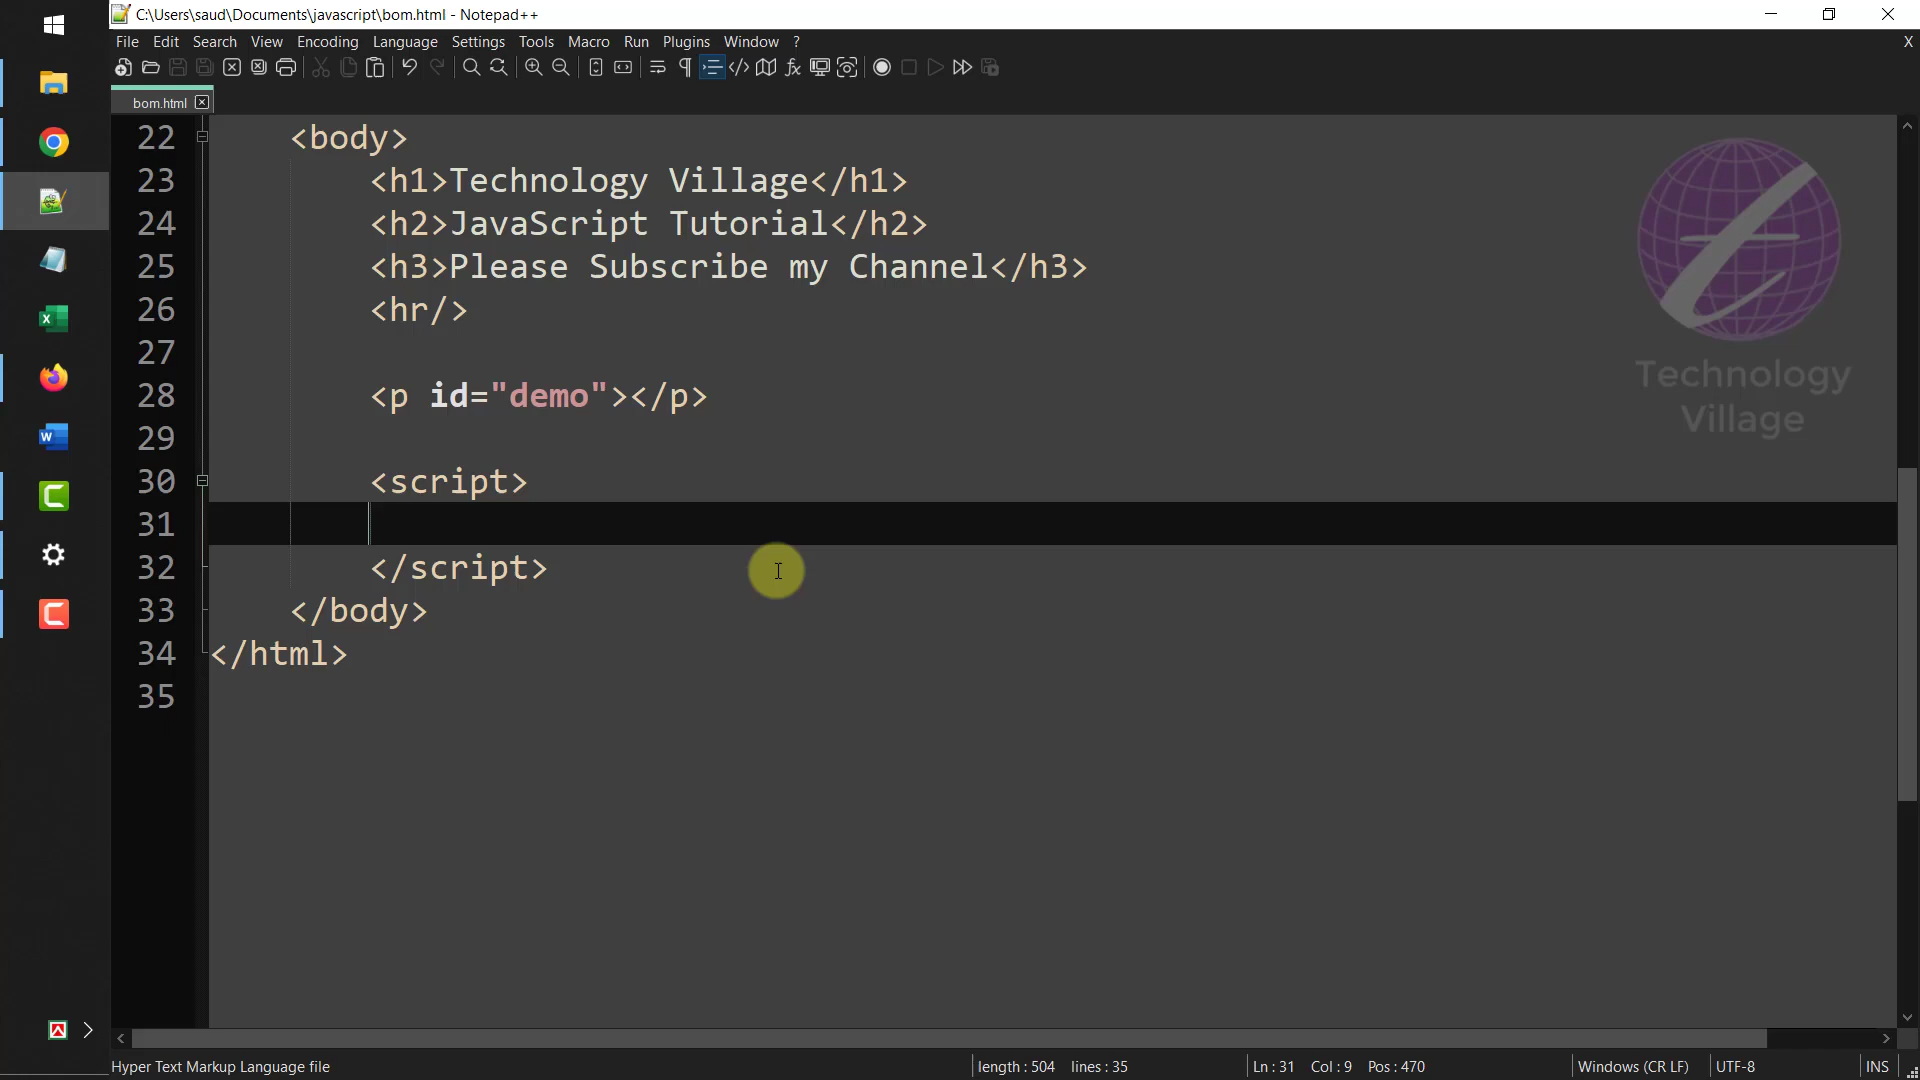 C:\Users\saud\Documents\javascript\bom.html - Notepad++
File Edit Search View Encoding Language Settings Tools Macro Run Plugins Window ? X
bom.html
22 <body>
23 <h1>Technology Village</h1>
24 <h2>JavaScript Tutorial</h2>
25 <h3>Please Subscribe my Channel</h3>
26 <hr/>
27
28 <p id="demo"></p>
29
30 <script>
31
32 </script>
33 </body>
34 </html>
35
Technology
Village
Hyper Text Markup Language file length : 504 lines : 35 Ln : 31 Col : 9 Pos : 470 Windows (CR LF) UTF-8 INS